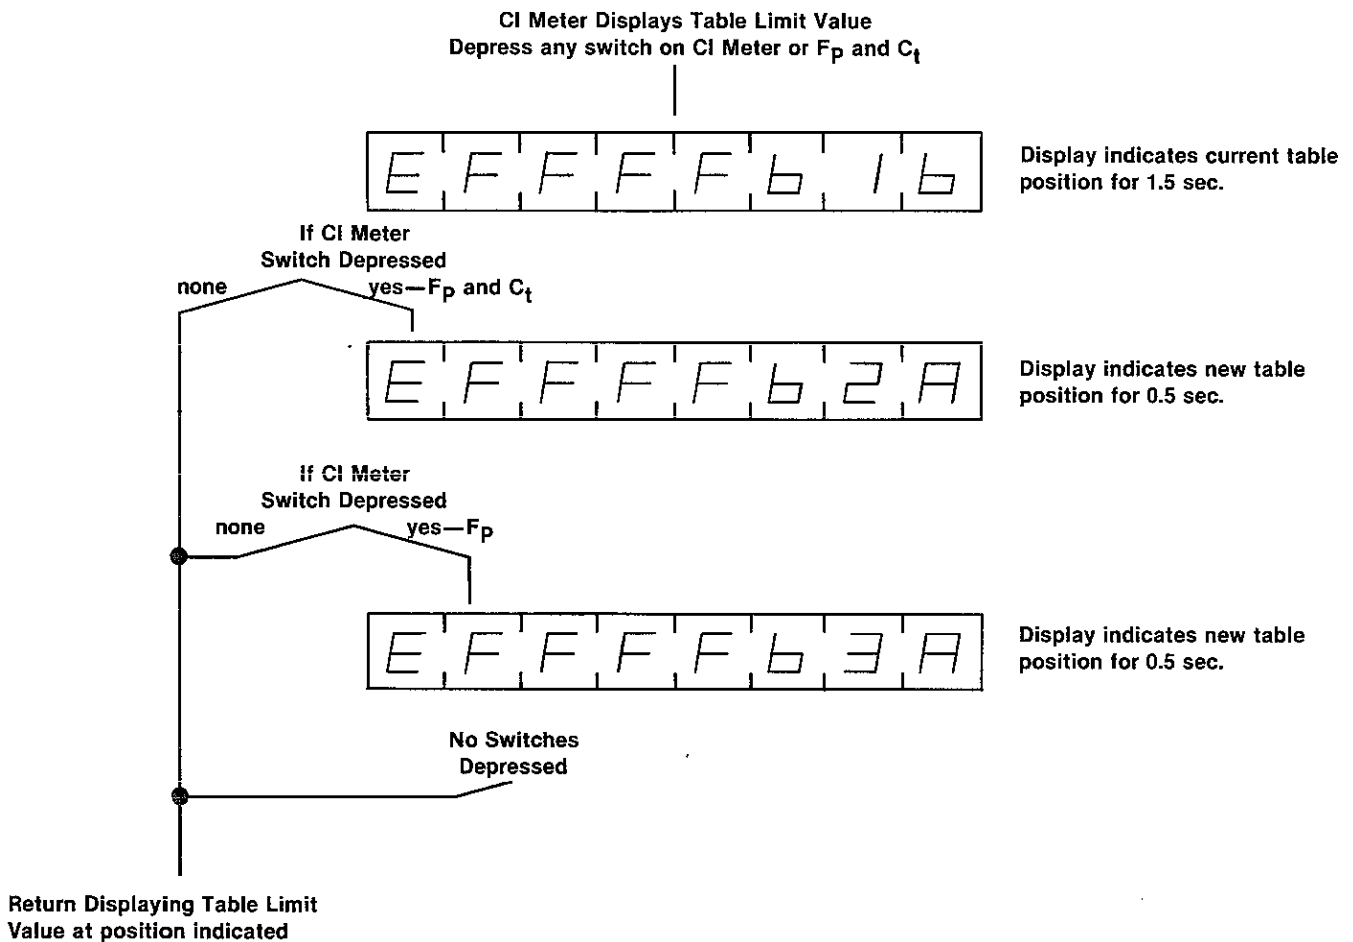 CI Meter Displays Table Limit Value
Depress any switch on CI Meter or Fp and Ct
E F F F F b 1 b
Display indicates current table
position for 1.5 sec.
If CI Meter
Switch Depressed
none
yes—Fp and Ct
E F F F F b 2 A
Display indicates new table
position for 0.5 sec.
If CI Meter
Switch Depressed
none
yes—Fp
E F F F F b 3 A
Display indicates new table
position for 0.5 sec.
No Switches
Depressed
Return Displaying Table Limit
Value at position indicated